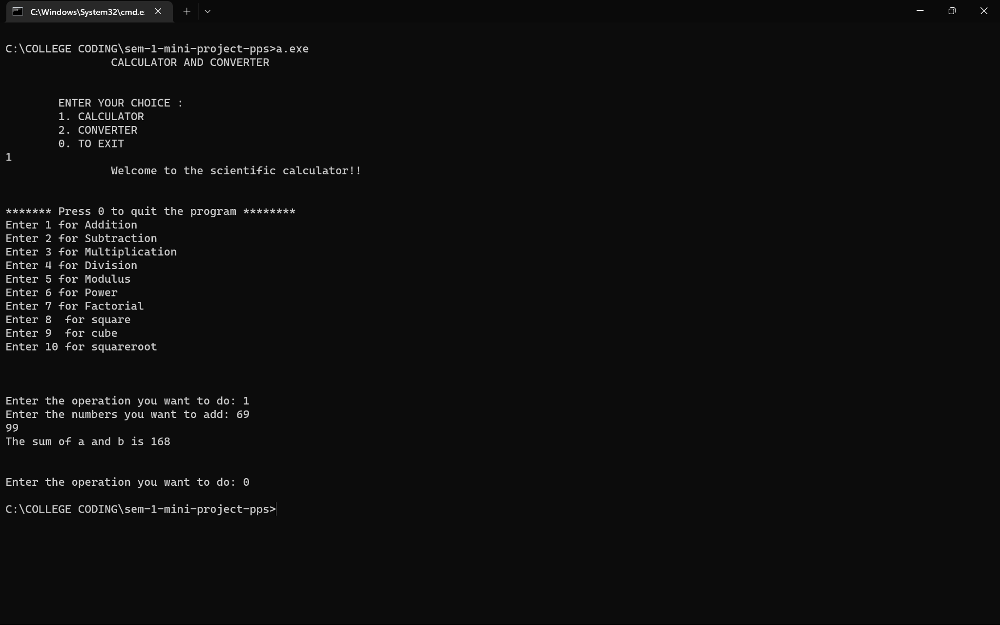 C:\Windows\System32\cmd.e
C:\COLLEGE CODING\sem-1-mini-project-pps>a.exe
CALCULATOR AND CONVERTER
ENTER YOUR CHOICE :
1. CALCULATOR
2. CONVERTER
0. TO EXIT
1
Welcome to the scientific calculator!!
******* Press 0 to quit the program ********
Enter 1 for Addition
Enter 2 for Subtraction
Enter 3 for Multiplication
Enter 4 for Division
Enter 5 for Modulus
Enter 6 for Power
Enter 7 for Factorial
Enter 8  for square
Enter 9  for cube
Enter 10 for squareroot
Enter the operation you want to do: 1
Enter the numbers you want to add: 69
99
The sum of a and b is 168
Enter the operation you want to do: 0
C:\COLLEGE CODING\sem-1-mini-project-pps>